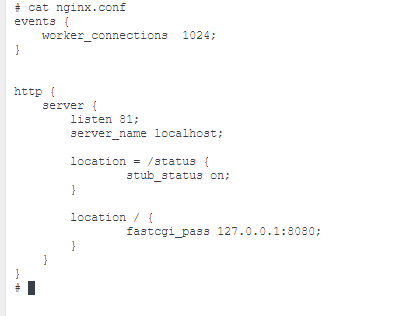 # cat nginx.conf
events {
    worker_connections  1024;
}
http {
    server {
        listen 81;
        server_name localhost;
        location = /status {
                stub_status on;
        }
        location / {
                fastcgi_pass 127.0.0.1:8080;
        }
    }
}
#